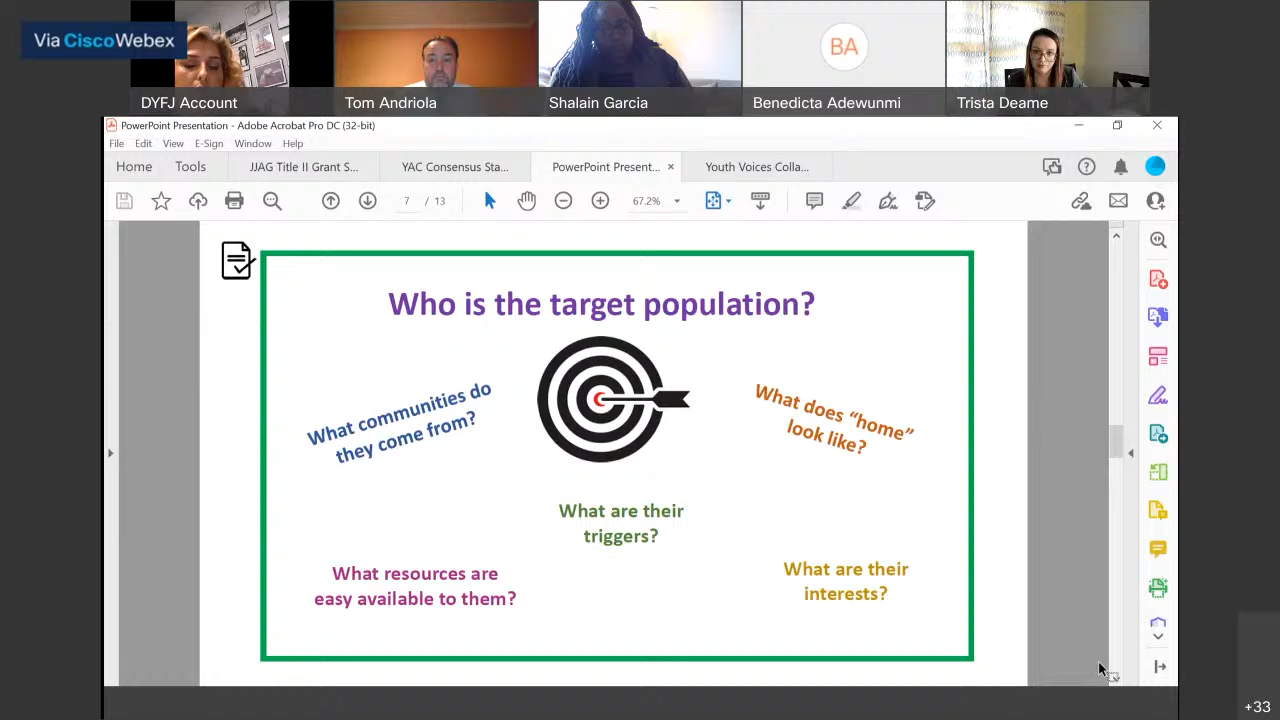 Via Cisco Webex
DYFJ Account
Tom Andriola
Shalain Garcia
BA
Benedicta Adewunmi
Trista Deame
PowerPoint Presentation - Adobe Acrobat Pro DC (32-bit)
File Edit View E-Sign Window Help
Home Tools JJAG Title II Grant S... YAC Consensus Sta... PowerPoint Present... × Youth Voices Colla...
7 / 13 67.2%
Who is the target population?
What communities do
they come from?
What does “home”
look like?
What are their
triggers?
What resources are
easy available to them?
What are their
interests?
+33